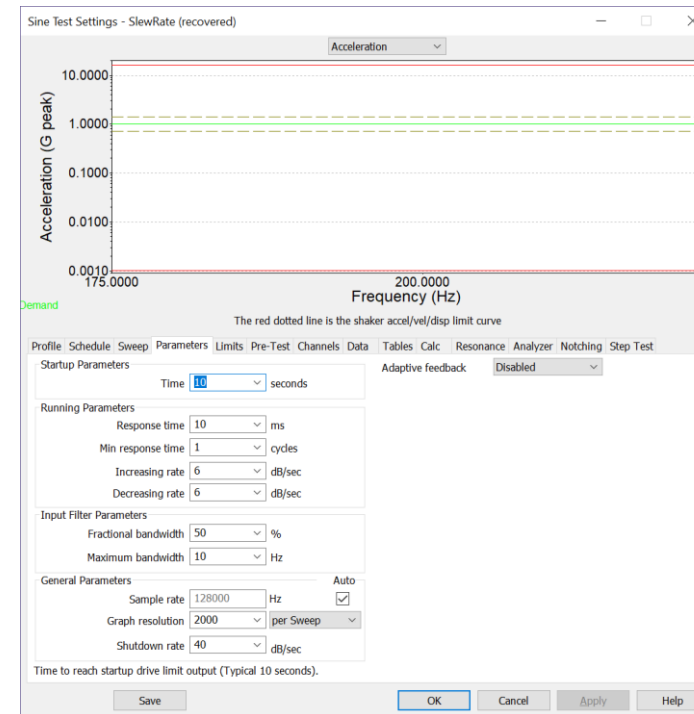 Sine Test Settings - SlewRate (recovered)
Acceleration
10.0000
1.0000
0.1000
0.0100
0.0010
Acceleration (G peak)
175.0000 200.0000
Frequency (Hz)
Demand
The red dotted line is the shaker accel/vel/disp limit curve
Profile Schedule Sweep Parameters Limits Pre-Test Channels Data Tables Calc Resonance Analyzer Notching Step Test
Startup Parameters
Time 10 seconds
Adaptive feedback Disabled
Running Parameters
Response time 10 ms
Min response time 1 cycles
Increasing rate 6 dB/sec
Decreasing rate 6 dB/sec
Input Filter Parameters
Fractional bandwidth 50 %
Maximum bandwidth 10 Hz
General Parameters Auto
Sample rate 128000 Hz
Graph resolution 2000 per Sweep
Shutdown rate 40 dB/sec
Time to reach startup drive limit output (Typical 10 seconds).
Save OK Cancel Apply Help